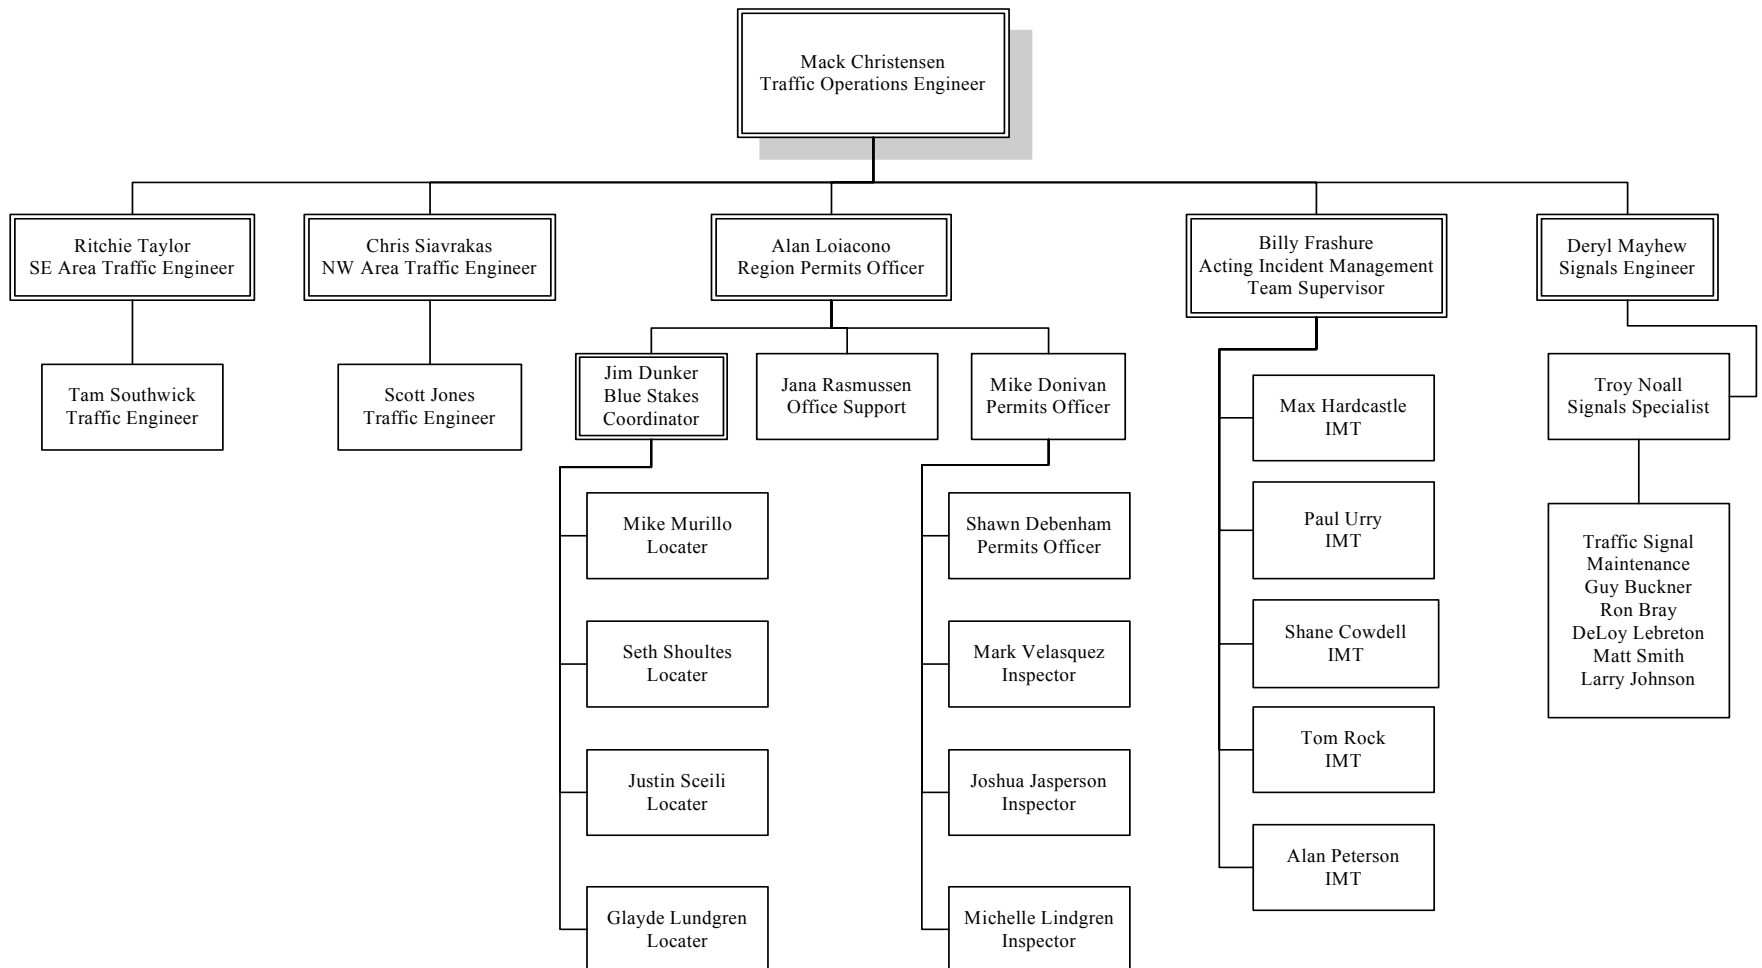 Mack Christensen
Traffic Operations Engineer
Ritchie Taylor
SE Area Traffic Engineer
Chris Siavrakas
NW Area Traffic Engineer
Alan Loiacono
Region Permits Officer
Billy Frashure
Acting Incident Management
Team Supervisor
Deryl Mayhew
Signals Engineer
Tam Southwick
Traffic Engineer
Scott Jones
Traffic Engineer
Jim Dunker
Blue Stakes
Coordinator
Jana Rasmussen
Office Support
Mike Donivan
Permits Officer
Mike Murillo
Locater
Seth Shoultes
Locater
Justin Sceili
Locater
Glayde Lundgren
Locater
Shawn Debenham
Permits Officer
Mark Velasquez
Inspector
Joshua Jasperson
Inspector
Michelle Lindgren
Inspector
Max Hardcastle
IMT
Paul Urry
IMT
Shane Cowdell
IMT
Tom Rock
IMT
Alan Peterson
IMT
Troy Noall
Signals Specialist
Traffic Signal
Maintenance
Guy Buckner
Ron Bray
DeLoy Lebreton
Matt Smith
Larry Johnson